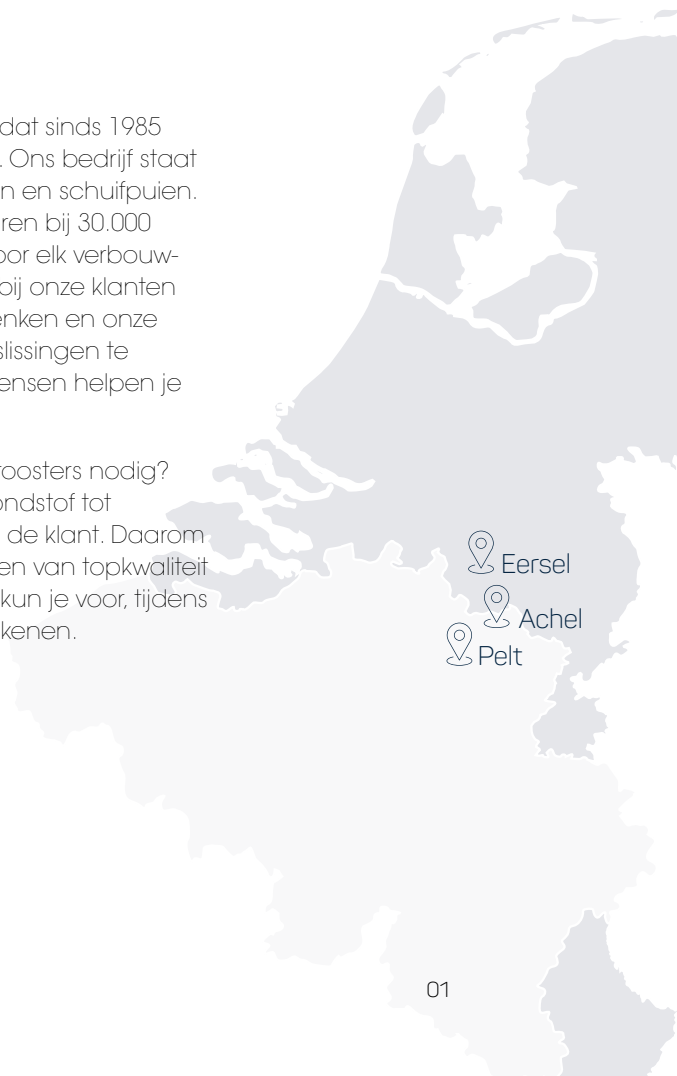 dat sinds 1985
. Ons bedrijf staat
n en schuifpuien.
ren bij 30.000
oor elk verbouw-
bij onze klanten
enken en onze
slissingen te
ensen helpen je
roosters nodig?
ondstof tot
de klant. Daarom
en van topkwaliteit
kun je voor, tijdens
kenen.
Eersel
Achel
Pelt
01